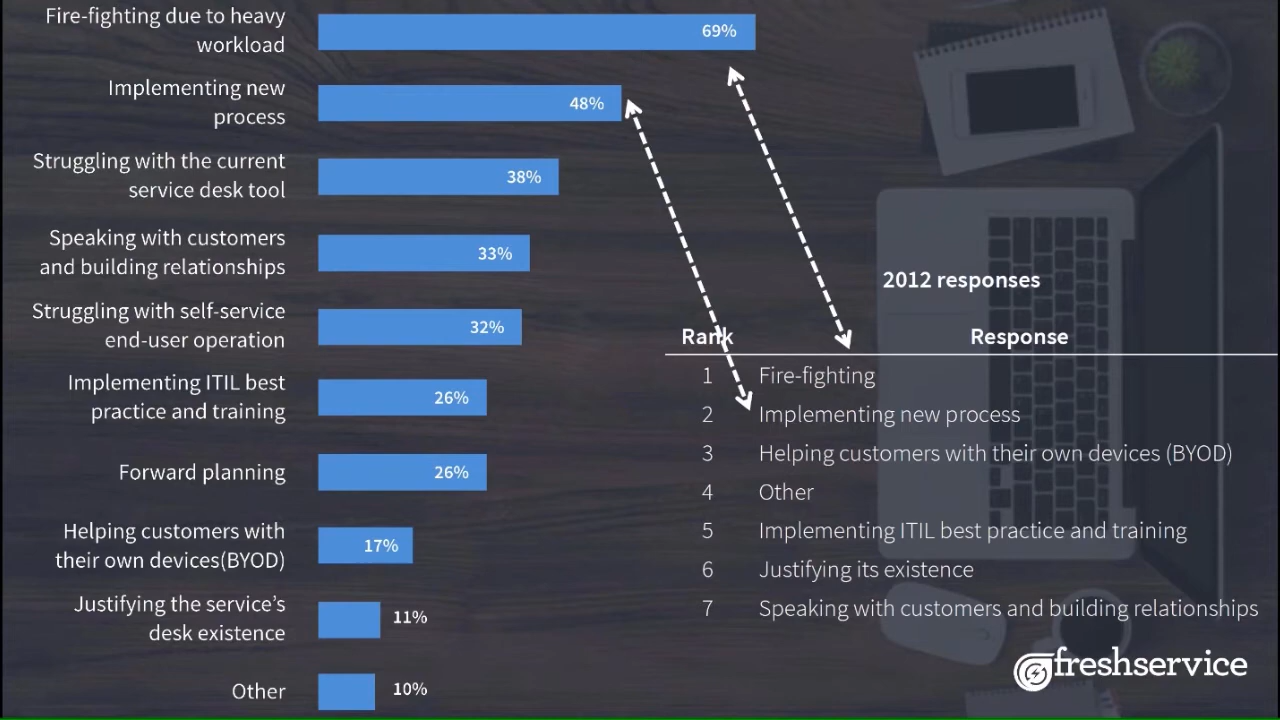 Fire-fighting due to heavy
workload
69%
Implementing new
process
48%
Struggling with the current
service desk tool
38%
Speaking with customers
and building relationships
33%
Struggling with self-service
end-user operation
32%
Implementing ITIL best
practice and training
26%
Forward planning
26%
Helping customers with
their own devices(BYOD)
17%
Justifying the service's
desk existence
11%
Other
10%
2012 responses
Rank Response
1 Fire-fighting
2 Implementing new process
3 Helping customers with their own devices (BYOD)
4 Other
5 Implementing ITIL best practice and training
6 Justifying its existence
7 Speaking with customers and building relationships
freshservice